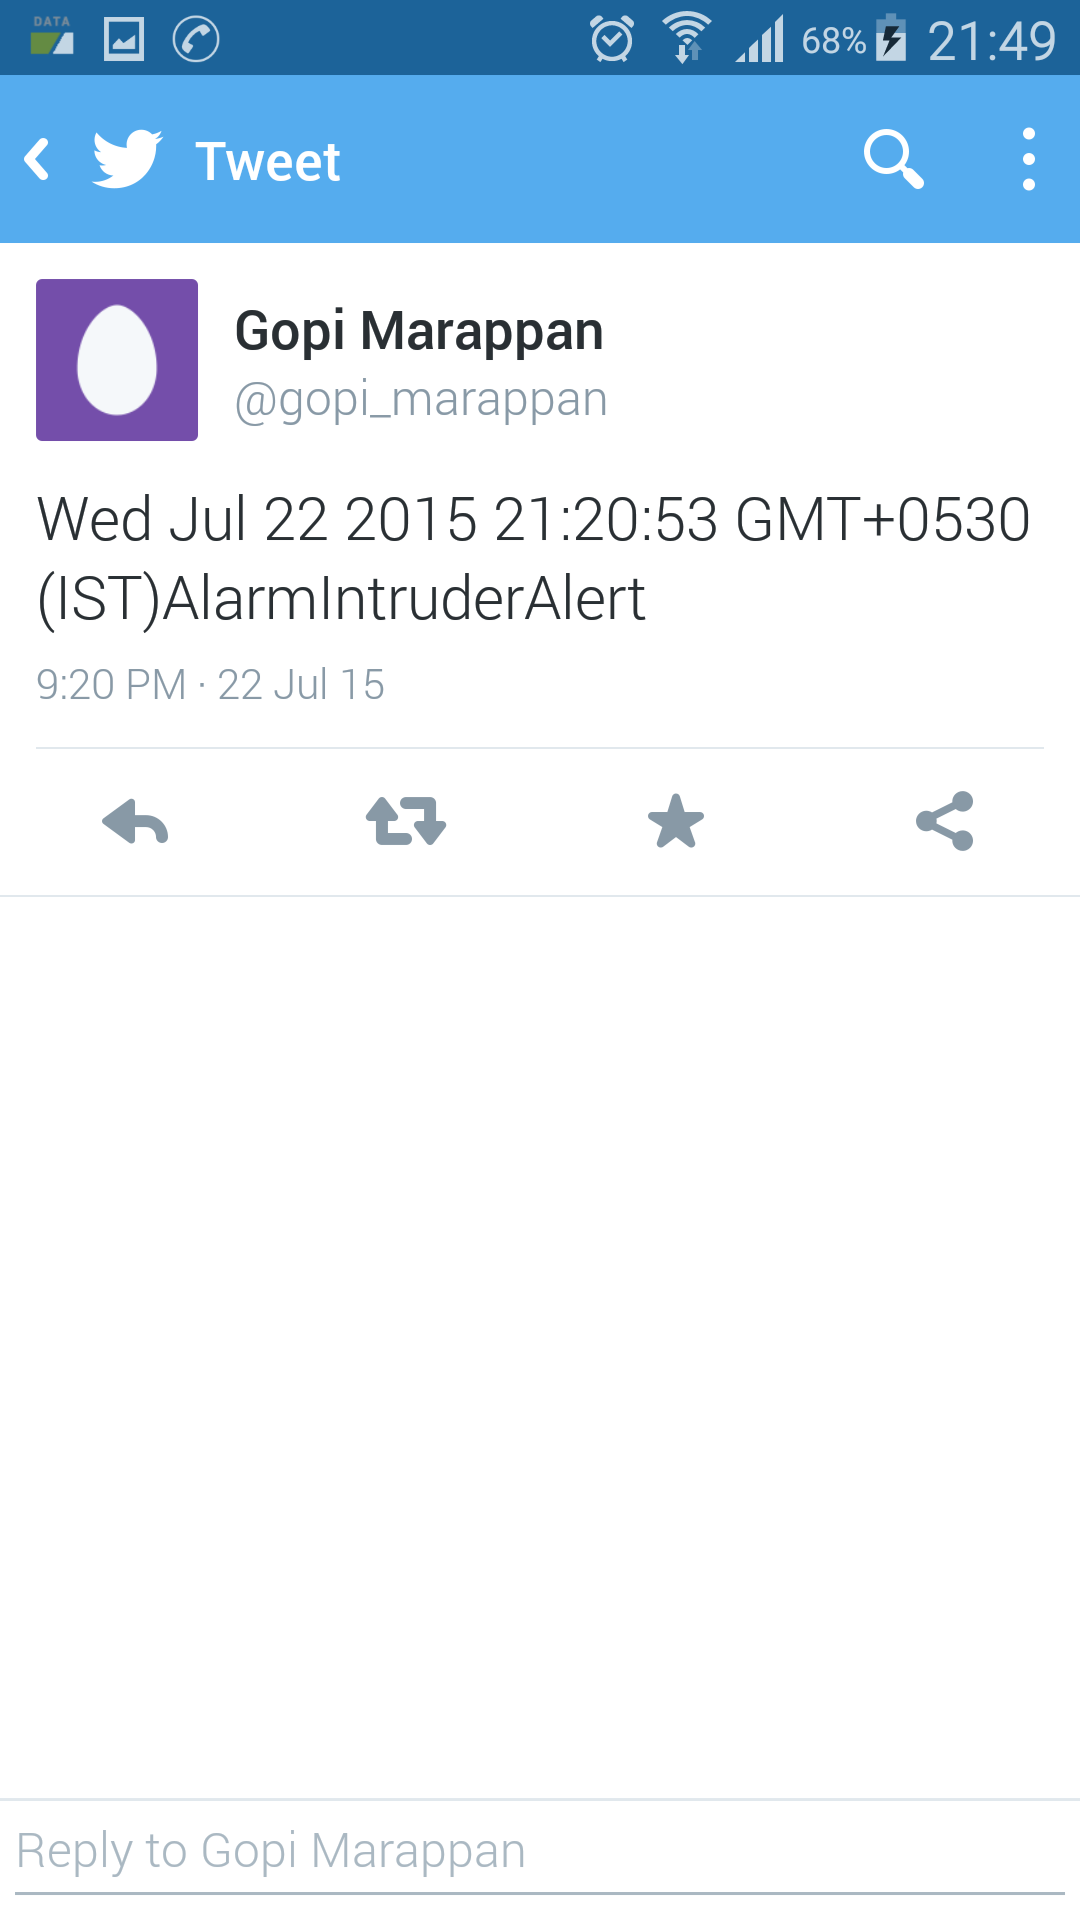 DATA
68% 21:49
Tweet
Gopi Marappan
@gopi_marappan
Wed Jul 22 2015 21:20:53 GMT+0530
(IST)AlarmIntruderAlert
9:20 PM · 22 Jul 15
Reply to Gopi Marappan